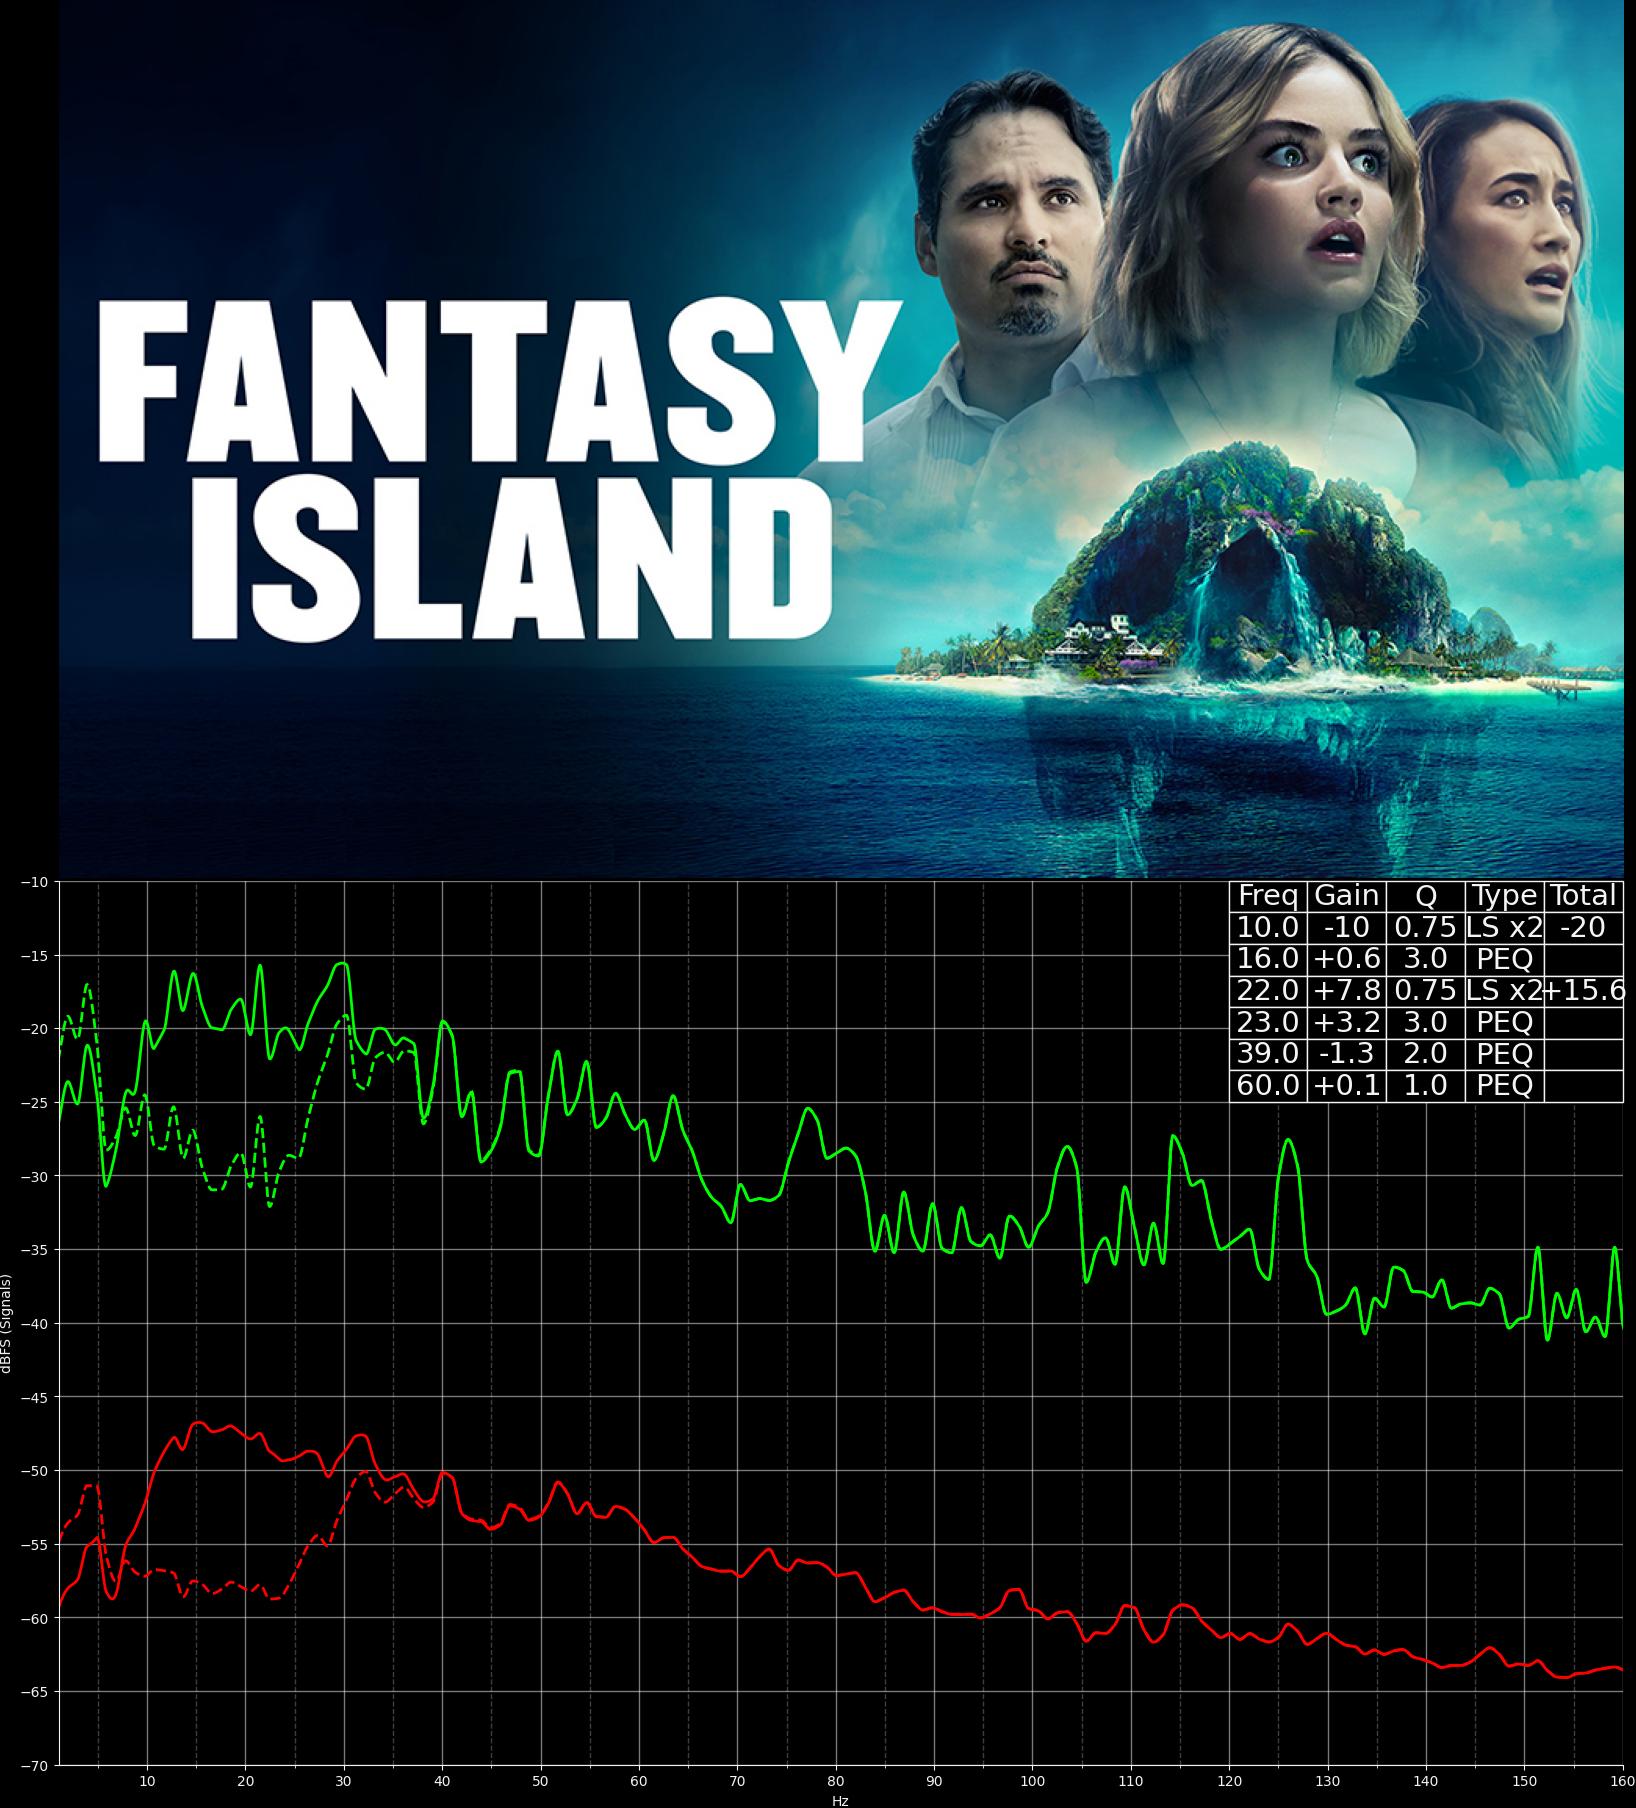 FANTASY
ISLAND
Freq Gain Q Type Total
10.0 -10 0.75 LS x2 -20
16.0 +0.6 3.0 PEQ
22.0 +7.8 0.75 LS x2 +15.6
23.0 +3.2 3.0 PEQ
39.0 -1.3 2.0 PEQ
60.0 +0.1 1.0 PEQ
−10
−15
−20
−25
−30
−35
−40
−45
−50
−55
−60
−65
−70
dBFS (Signals)
10 20 30 40 50 60 70 80 90 100 110 120 130 140 150 160
Hz